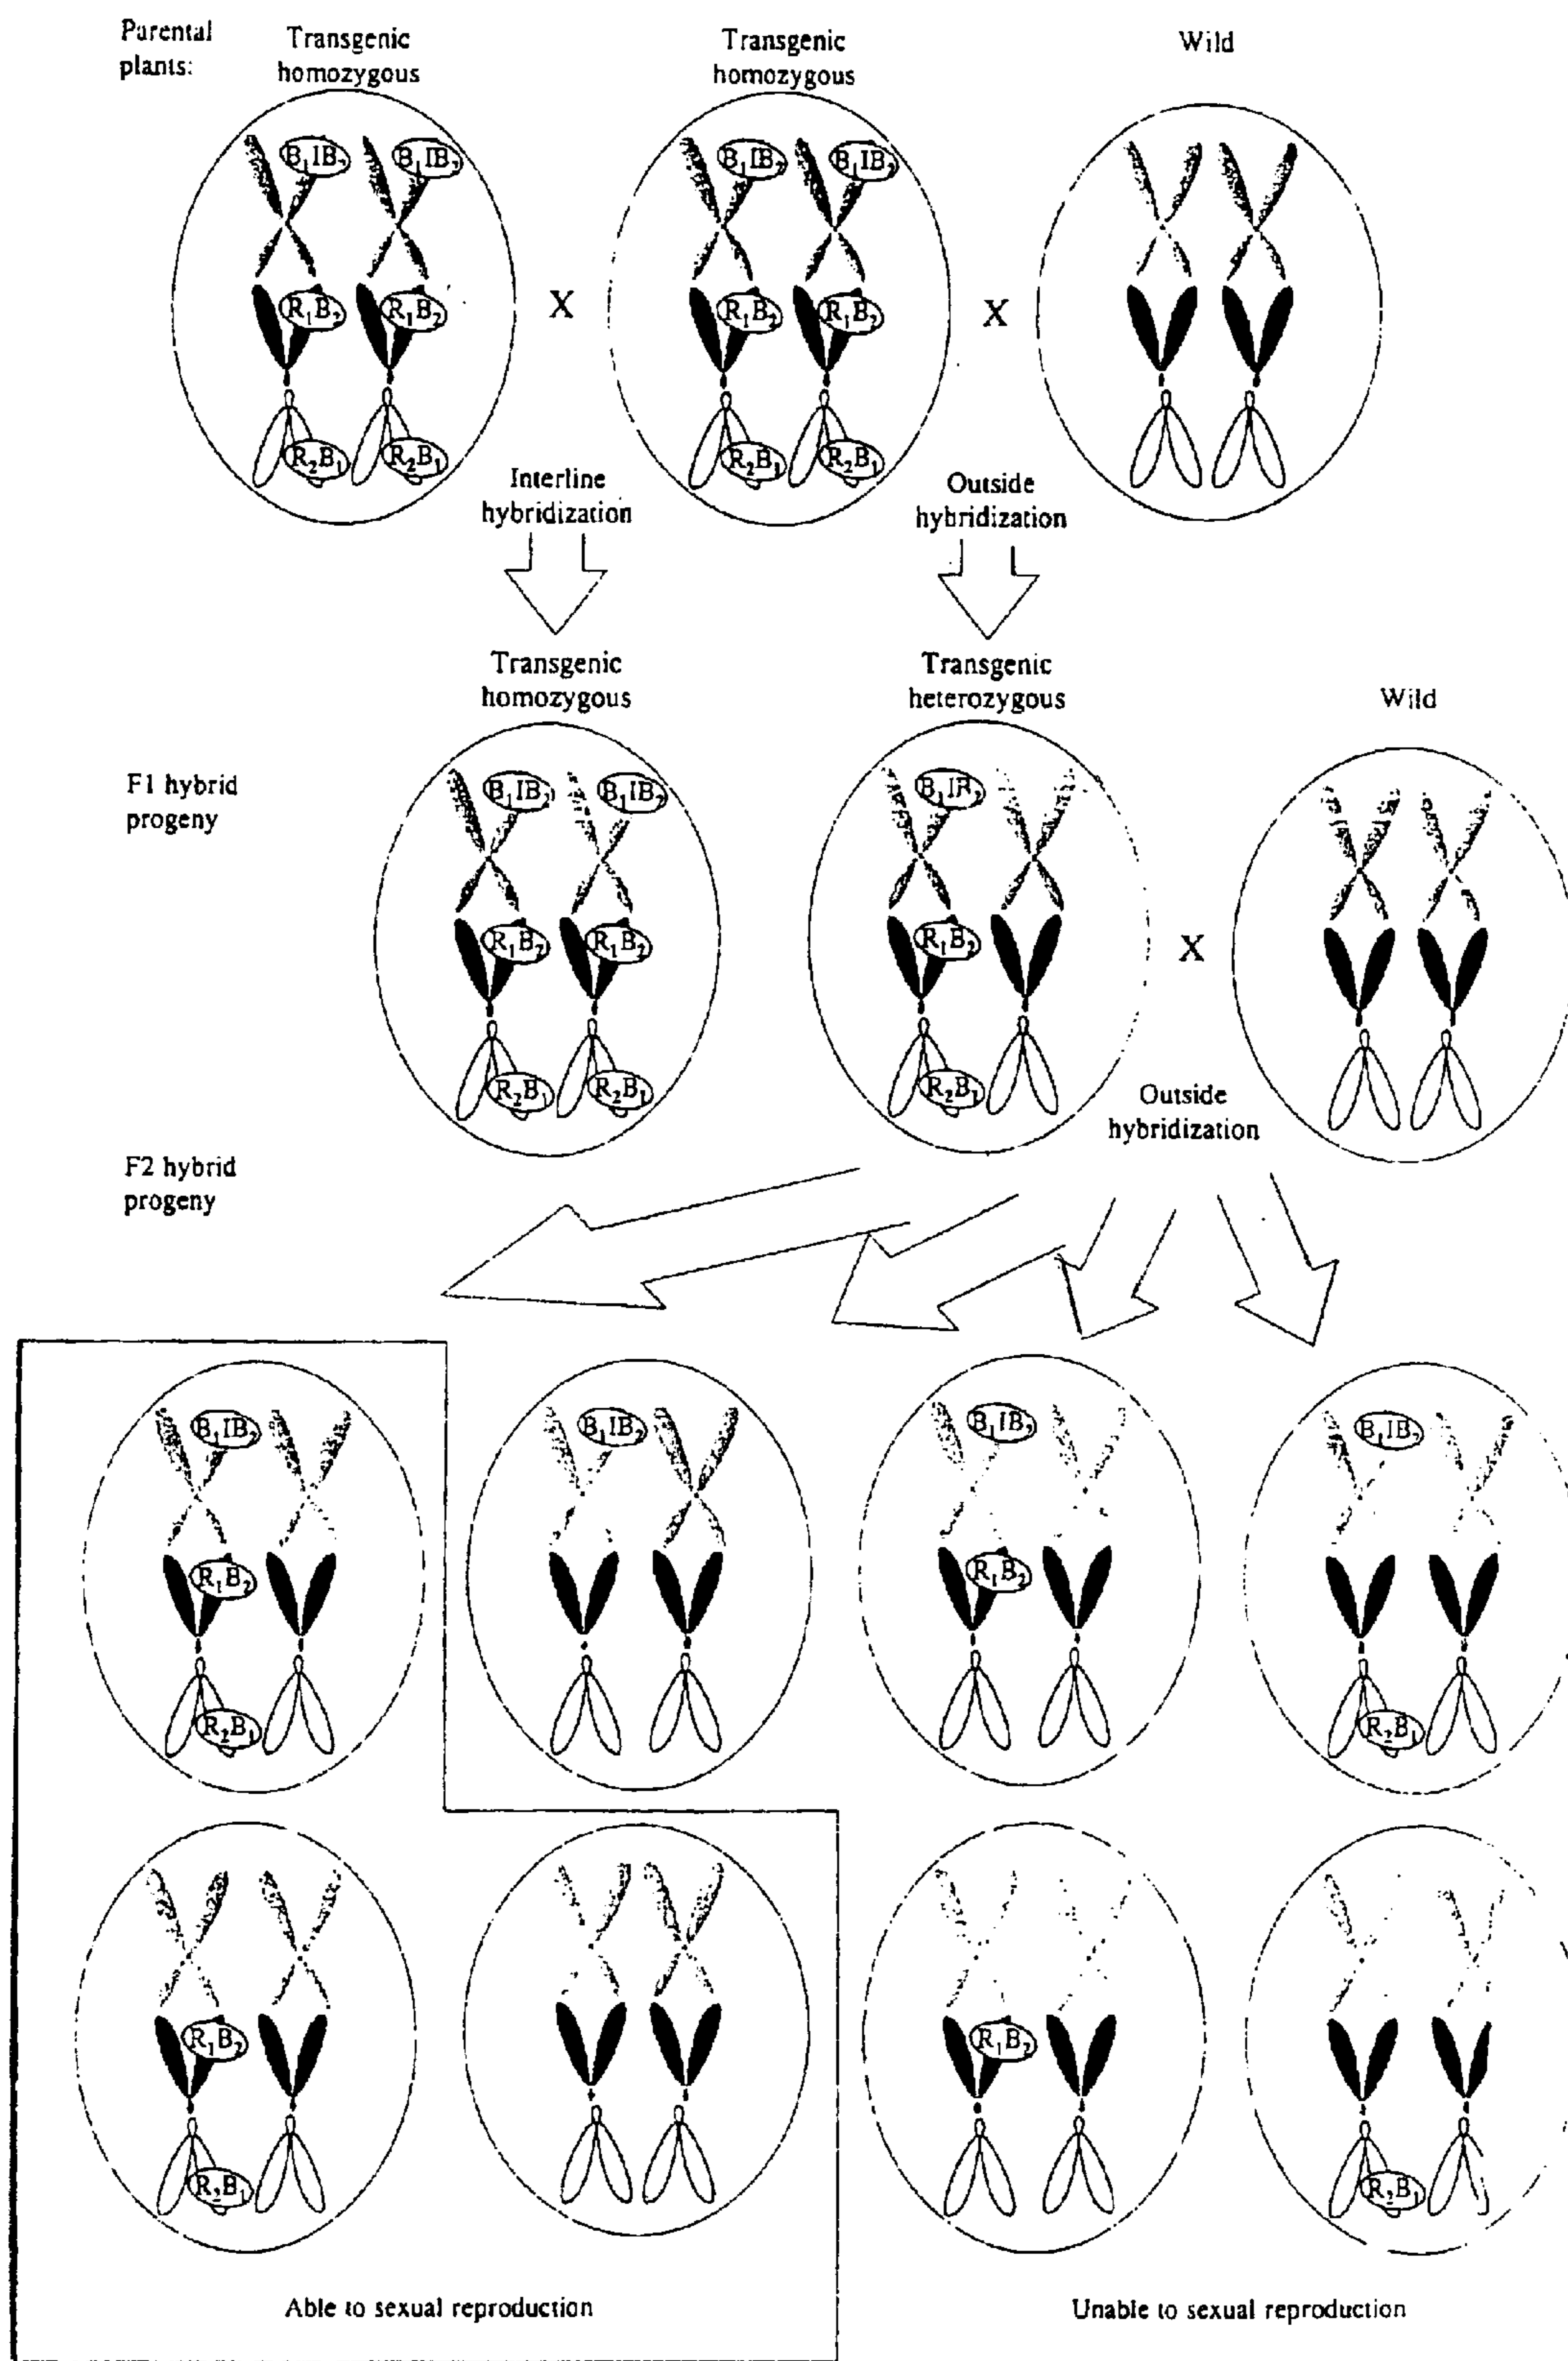 Parental
plants:
Transgenic
homozygous
Transgenic
homozygous
Wild
B₁IB₂ B₁IB₂ B₁IB₂ B₁IB₂
R₁B₂ R₁B₂ X R₁B₂ R₁B₂ X
R₂B₁ R₂B₁ R₂B₁ R₂B₁
Interline
hybridization
Outside
hybridization
Transgenic
homozygous
Transgenic
heterozygous
Wild
F1 hybrid
progeny
B₁IB₂ B₁IB₂ B₁IB₂
R₁B₂ R₁B₂ R₁B₂ X
R₂B₁ R₂B₁ R₂B₁
Outside
hybridization
F2 hybrid
progeny
B₁IB₂ B₁IB₂ B₁IB₂ B₁IB₂
R₁B₂ R₁B₂
R₂B₁ R₂B₁
R₁B₂ R₁B₂
R₂B₁ R₂B₁
Able to sexual reproduction
Unable to sexual reproduction